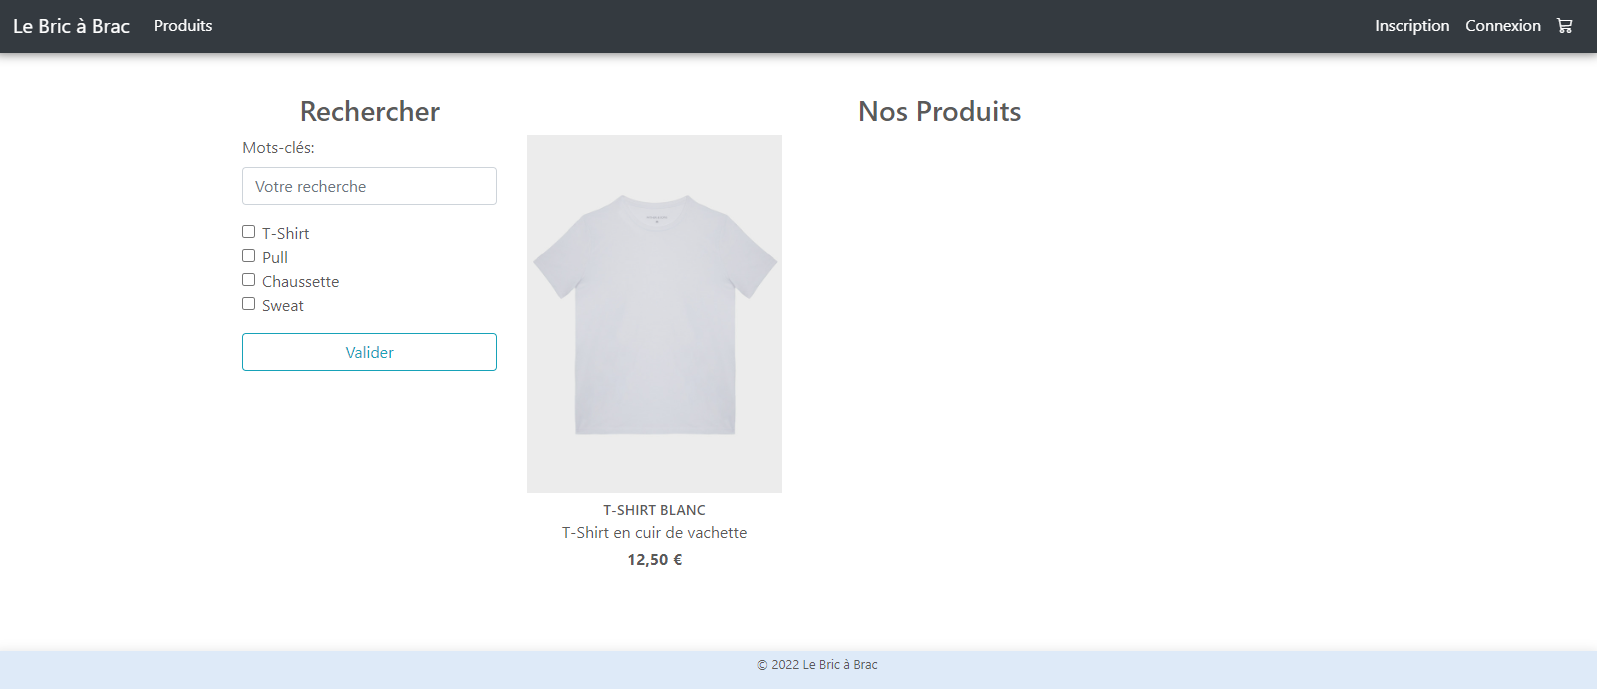 Le Bric à Brac
Produits
Inscription
Connexion
Rechercher
Mots-clés:
Votre recherche
T-Shirt
Pull
Chaussette
Sweat
Valider
Nos Produits
T-SHIRT BLANC
T-Shirt en cuir de vachette
12,50 €
© 2022 Le Bric à Brac